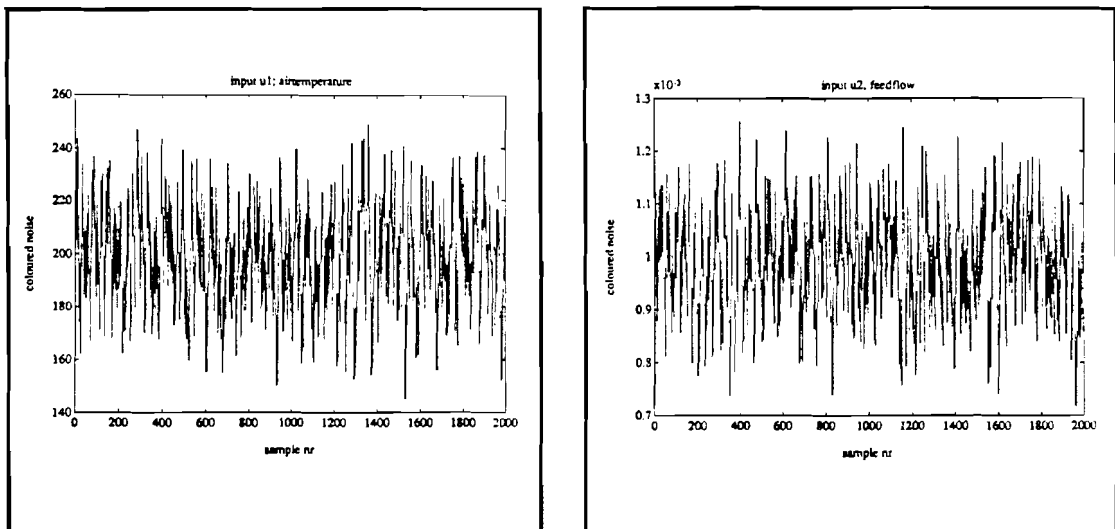 input u1; airtemperature
260
240
220
200
180
160
140
coloured noise
0 200 400 600 800 1000 1200 1400 1600 1800 2000
sample nr
x10⁻³
input u2, feedflow
1.3
1.2
1.1
1
0.9
0.8
0.7
coloured noise
0 200 400 600 800 1000 1200 1400 1600 1800 2000
sample nr